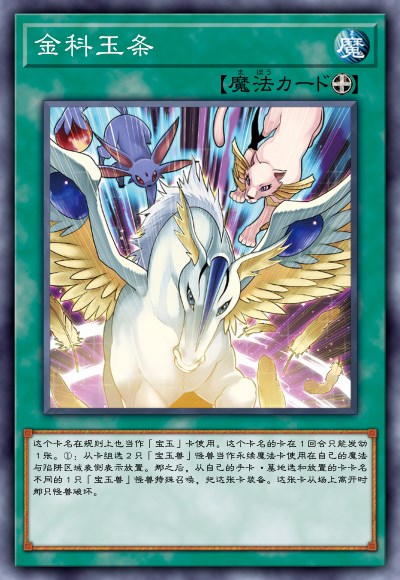 金科玉条
魔
【魔法カード】
まほう
这个卡名在规则上也当作「宝玉」卡使用。这个卡名的卡在1回合只能发动
1张。①：从卡组选2只「宝玉兽」怪兽当作永续魔法卡使用在自己的魔法
与陷阱区域表侧表示放置。那之后，从自己的手卡·墓地选和放置的卡卡名
不同的1只「宝玉兽」怪兽特殊召唤，把这张卡装备。这张卡从场上离开时
那只怪兽破坏。